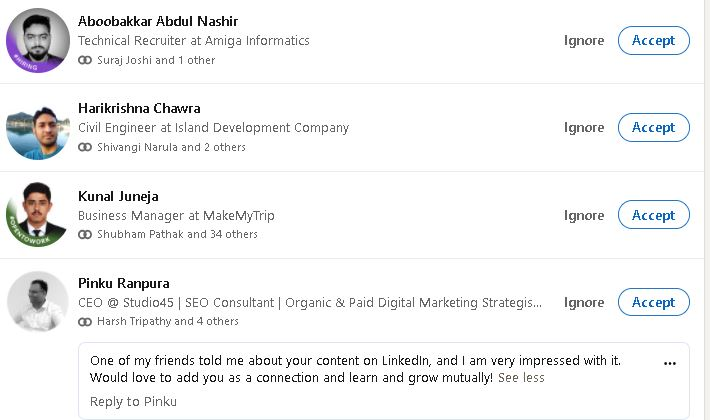 Aboobakkar Abdul Nashir
Technical Recruiter at Amiga Informatics
Suraj Joshi and 1 other
Ignore
Accept
#HIRING
Harikrishna Chawra
Civil Engineer at Island Development Company
Shivangi Narula and 2 others
Ignore
Accept
Kunal Juneja
Business Manager at MakeMyTrip
Shubham Pathak and 34 others
Ignore
Accept
#OPENTOWORK
Pinku Ranpura
CEO @ Studio45 | SEO Consultant | Organic & Paid Digital Marketing Strategis...
Harsh Tripathy and 4 others
Ignore
Accept
One of my friends told me about your content on LinkedIn, and I am very impressed with it.
Would love to add you as a connection and learn and grow mutually! See less
Reply to Pinku